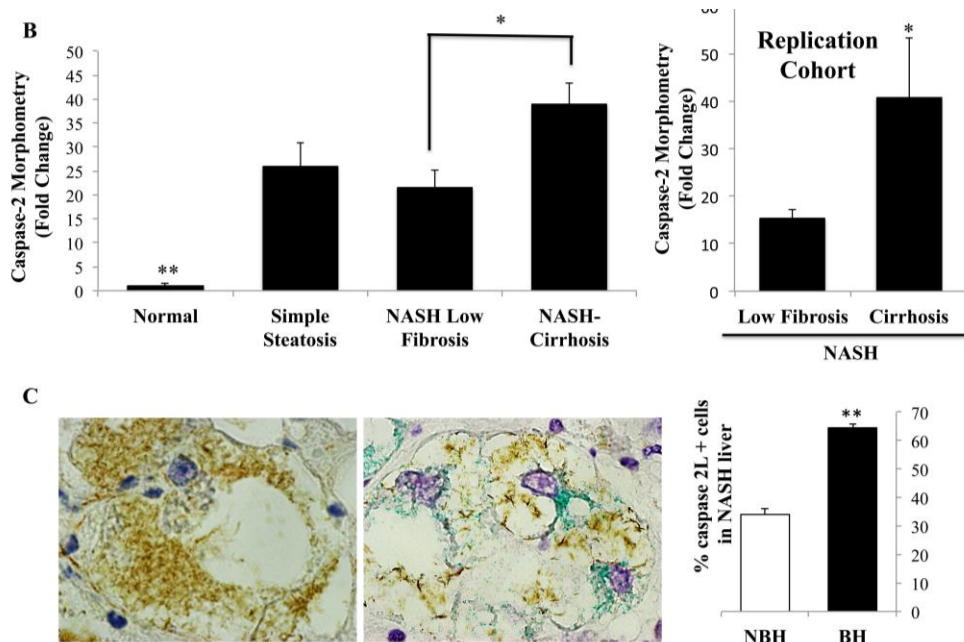 B
Caspase-2 Morphometry
(Fold Change)
50
45
40
35
30
25
20
15
10
5
0
**
*
Normal
Simple
Steatosis
NASH Low
Fibrosis
NASH-
Cirrhosis
Caspase-2 Morphometry
(Fold Change)
60
50
40
30
20
10
0
Replication
Cohort
*
Low Fibrosis
Cirrhosis
NASH
C
% caspase 2L + cells
in NASH liver
**
70
60
50
40
30
20
10
0
NBH
BH